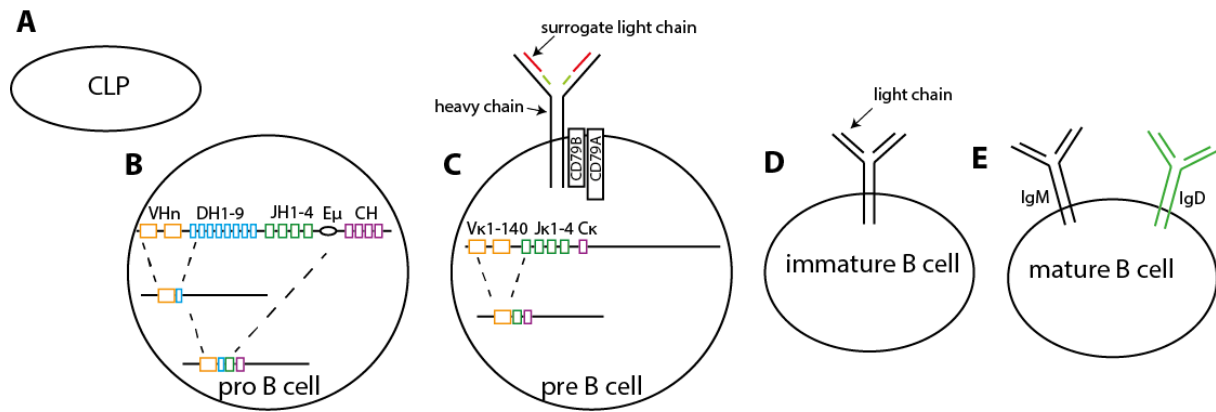 A
CLP
B
VHn DH1-9 JH1-4 Eμ CH
pro B cell
surrogate light chain
heavy chain
CD79B
CD79A
C
Vκ1-140 Jκ1-4 Cκ
pre B cell
light chain
D
immature B cell
E
IgM
IgD
mature B cell